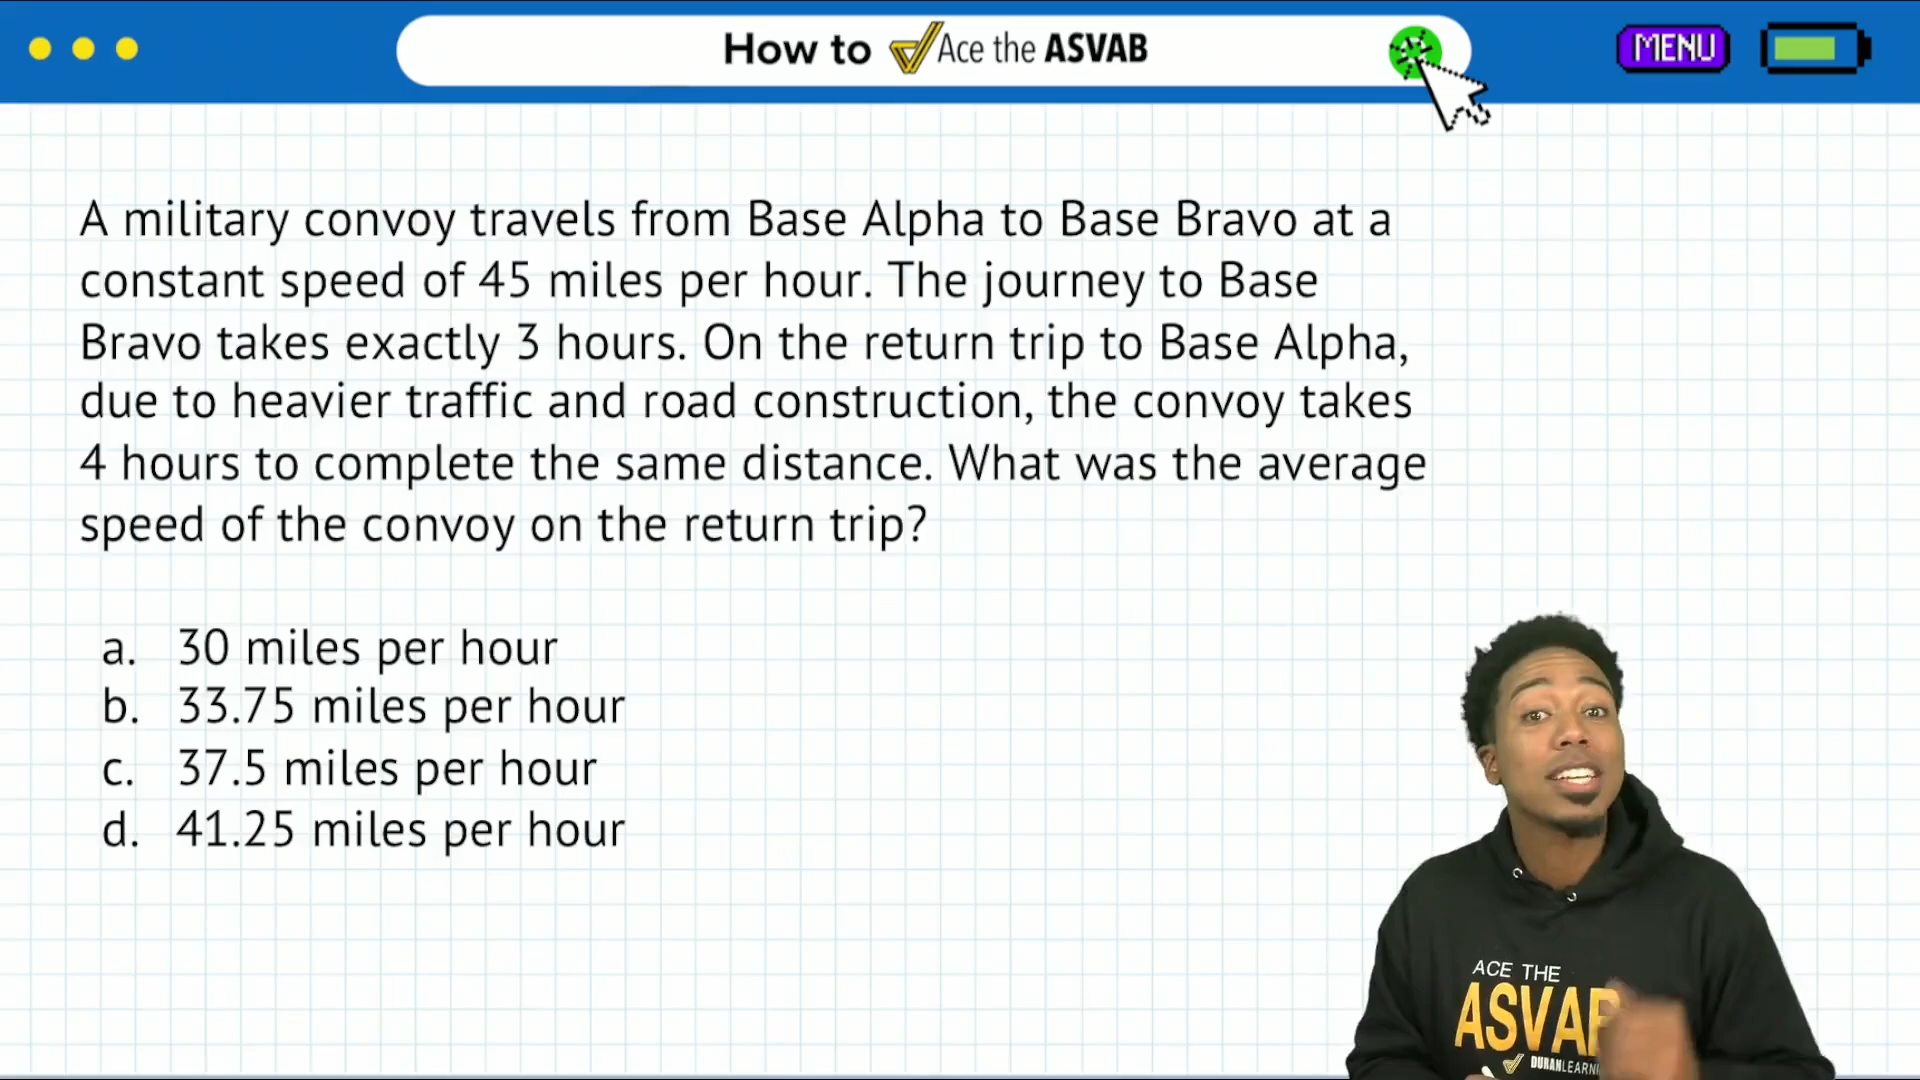 How to Ace the ASVAB
MENU
A military convoy travels from Base Alpha to Base Bravo at a
constant speed of 45 miles per hour. The journey to Base
Bravo takes exactly 3 hours. On the return trip to Base Alpha,
due to heavier traffic and road construction, the convoy takes
4 hours to complete the same distance. What was the average
speed of the convoy on the return trip?
a. 30 miles per hour
b. 33.75 miles per hour
c. 37.5 miles per hour
d. 41.25 miles per hour
ACE THE
ASVAB